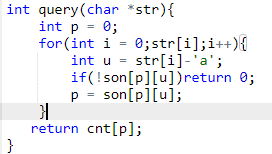 int query(char *str){
    int p = 0;
    for(int i = 0;str[i];i++){
        int u = str[i]-'a';
        if(!son[p][u])return 0;
        p = son[p][u];
    }
   return cnt[p];
}